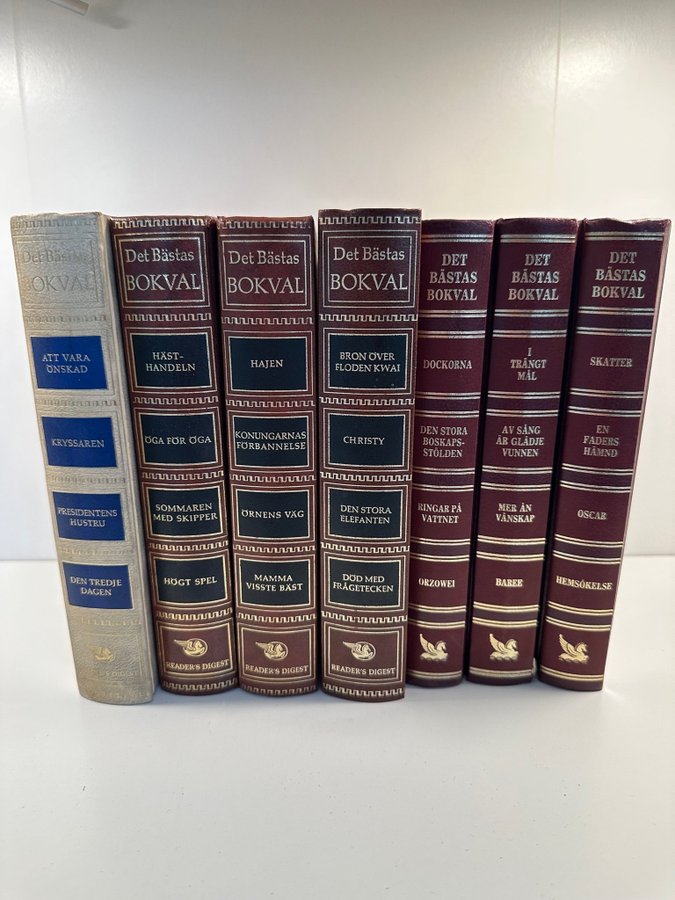 Det Bästas
BOKVAL
ATT VARA
ÖNSKAD
KRYSSAREN
PRESIDENTENS
HUSTRU
DEN TREDJE
DAGEN
DIGEST
Det Bästas
BOKVAL
HÄST-
HANDELN
ÖGA FÖR ÖGA
SOMMAREN
MED SKIPPER
HÖGT SPEL
READER'S DIGEST
Det Bästas
BOKVAL
HAJEN
KONUNGARNAS
FÖRBANNELSE
ÖRNENS VÄG
MAMMA
VISSTE BÄST
READER'S DIGEST
Det Bästas
BOKVAL
BRON ÖVER
FLODEN KWAI
CHRISTY
DEN STORA
ELEFANTEN
DÖD MED
FRÅGETECKEN
READER'S DIGEST
DET
BÄSTAS
BOKVAL
DOCKORNA
DEN STORA
BOSKAPS-
STÖLDEN
RINGAR PÅ
VATTNET
ORZOWEI
DET
BÄSTAS
BOKVAL
I
TRÅNGT
MÅL
AV SÅNG
ÄR GLÄDJE
VUNNEN
MER ÄN
VÄNSKAP
BAREE
DET
BÄSTAS
BOKVAL
SKATTER
EN
FADERS
HÄMND
OSCAR
HEMSÖKELSE